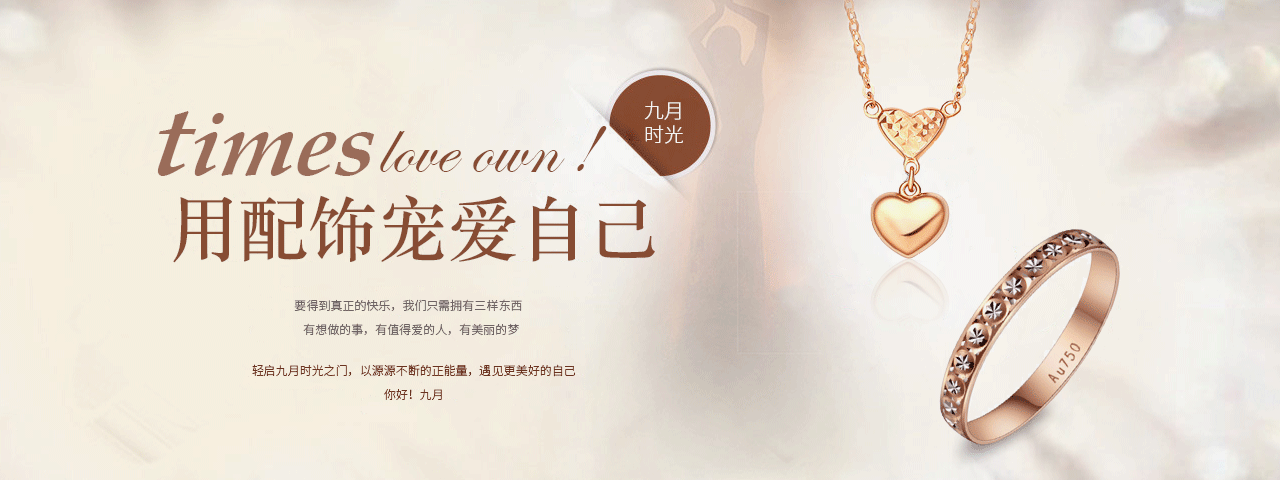 times love own !
九月
时光
用配饰宠爱自己
要得到真正的快乐，我们只需拥有三样东西
有想做的事，有值得爱的人，有美丽的梦
轻启九月时光之门，以源源不断的正能量，遇见更美好的自己
你好！九月
Au750